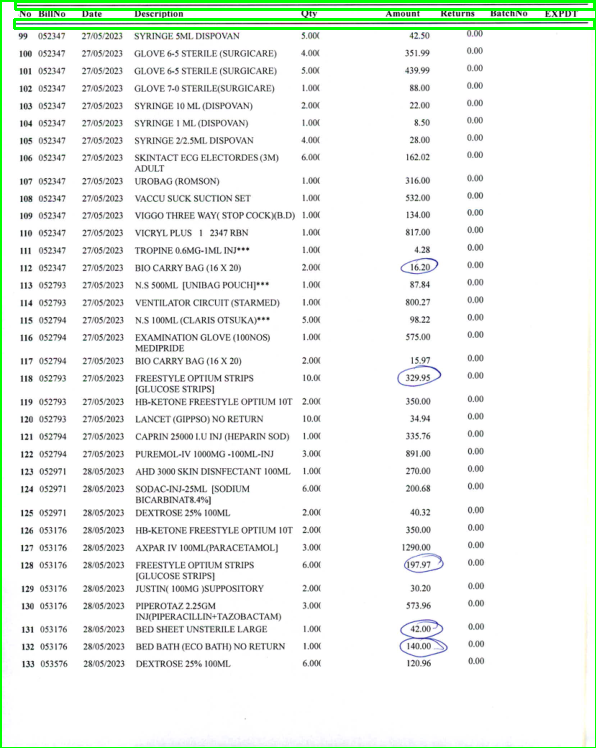 No BillNo Date Description Qty Amount Returns BatchNo EXPDT
99 052347 27/05/2023 SYRINGE 5ML DISPOVAN 5.00( 42.50 0.00
100 052347 27/05/2023 GLOVE 6-5 STERILE (SURGICARE) 4.00( 351.99 0.00
101 052347 27/05/2023 GLOVE 6-5 STERILE (SURGICARE) 5.00( 439.99 0.00
102 052347 27/05/2023 GLOVE 7-0 STERILE(SURGICARE) 1.00( 88.00 0.00
103 052347 27/05/2023 SYRINGE 10 ML (DISPOVAN) 2.00( 22.00 0.00
104 052347 27/05/2023 SYRINGE 1 ML (DISPOVAN) 1.00( 8.50 0.00
105 052347 27/05/2023 SYRINGE 2/2.5ML DISPOVAN 4.00( 28.00 0.00
106 052347 27/05/2023 SKINTACT ECG ELECTORDES (3M) 6.00( 162.02 0.00
ADULT
107 052347 27/05/2023 UROBAG (ROMSON) 1.00( 316.00 0.00
108 052347 27/05/2023 VACCU SUCK SUCTION SET 1.00( 532.00 0.00
109 052347 27/05/2023 VIGGO THREE WAY( STOP COCK)(B.D) 1.00( 134.00 0.00
110 052347 27/05/2023 VICRYL PLUS 1 2347 RBN 1.00( 817.00 0.00
111 052347 27/05/2023 TROPINE 0.6MG-1ML INJ*** 1.00( 4.28 0.00
112 052347 27/05/2023 BIO CARRY BAG (16 X 20) 2.00( 16.20 0.00
113 052793 27/05/2023 N.S 500ML [UNIBAG POUCH]*** 1.00( 87.84 0.00
114 052793 27/05/2023 VENTILATOR CIRCUIT (STARMED) 1.00( 800.27 0.00
115 052794 27/05/2023 N.S 100ML (CLARIS OTSUKA)*** 5.00( 98.22 0.00
116 052794 27/05/2023 EXAMINATION GLOVE (100NOS) 1.00( 575.00 0.00
MEDIPRIDE
117 052794 27/05/2023 BIO CARRY BAG (16 X 20) 2.00( 15.97 0.00
118 052793 27/05/2023 FREESTYLE OPTIUM STRIPS 10.0( 329.95 0.00
[GLUCOSE STRIPS]
119 052793 27/05/2023 HB-KETONE FREESTYLE OPTIUM 10T 2.00( 350.00 0.00
120 052793 27/05/2023 LANCET (GIPPSO) NO RETURN 10.0( 34.94 0.00
121 052794 27/05/2023 CAPRIN 25000 I.U INJ (HEPARIN SOD) 1.00( 335.76 0.00
122 052794 27/05/2023 PUREMOL-IV 1000MG -100ML-INJ 3.00( 891.00 0.00
123 052971 28/05/2023 AHD 3000 SKIN DISNFECTANT 100ML 1.00( 270.00 0.00
124 052971 28/05/2023 SODAC-INJ-25ML [SODIUM 6.00( 200.68 0.00
BICARBINAT8.4%]
125 052971 28/05/2023 DEXTROSE 25% 100ML 2.00( 40.32 0.00
126 053176 28/05/2023 HB-KETONE FREESTYLE OPTIUM 10T 2.00( 350.00 0.00
127 053176 28/05/2023 AXPAR IV 100ML(PARACETAMOL] 3.00( 1290.00 0.00
128 053176 28/05/2023 FREESTYLE OPTIUM STRIPS 6.00( 197.97 0.00
[GLUCOSE STRIPS]
129 053176 28/05/2023 JUSTIN( 100MG )SUPPOSITORY 2.00( 30.20 0.00
130 053176 28/05/2023 PIPEROTAZ 2.25GM 3.00( 573.96 0.00
INJ(PIPERACILLIN+TAZOBACTAM)
131 053176 28/05/2023 BED SHEET UNSTERILE LARGE 1.00( 42.00 0.00
132 053176 28/05/2023 BED BATH (ECO BATH) NO RETURN 1.00( 140.00 0.00
133 053576 28/05/2023 DEXTROSE 25% 100ML 6.00( 120.96 0.00